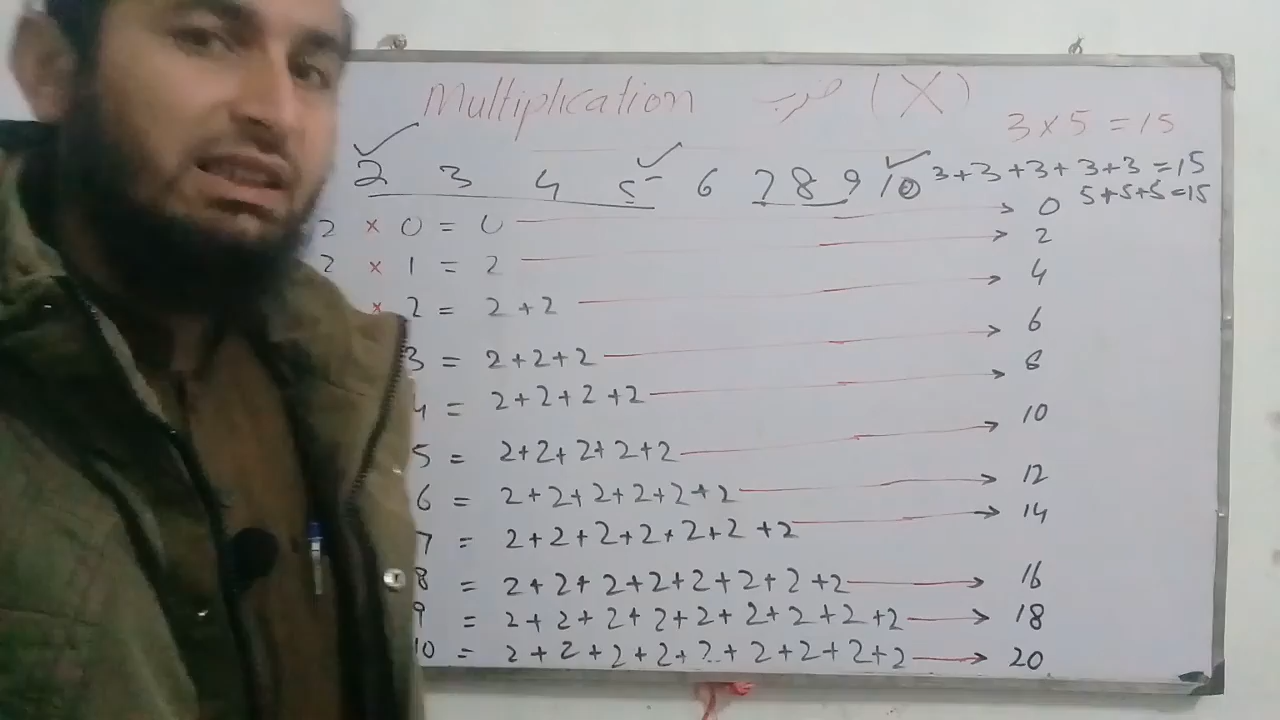 Multiplication ضرب (X)
3 x 5 = 15
2 3 4 5 6 7 8 9 10
3+3+3+3+3 = 15
5+5+5=15
2 x 0 = 0 → 0
2 x 1 = 2 → 2
x 2 = 2+2 → 4
3 = 2+2+2 → 6
4 = 2+2+2+2 → 8
5 = 2+2+2+2+2 → 10
6 = 2+2+2+2+2+2 → 12
7 = 2+2+2+2+2+2+2 → 14
8 = 2+2+2+2+2+2+2+2 → 16
9 = 2+2+2+2+2+2+2+2+2 → 18
10 = 2+2+2+2+2+2+2+2+2 → 20